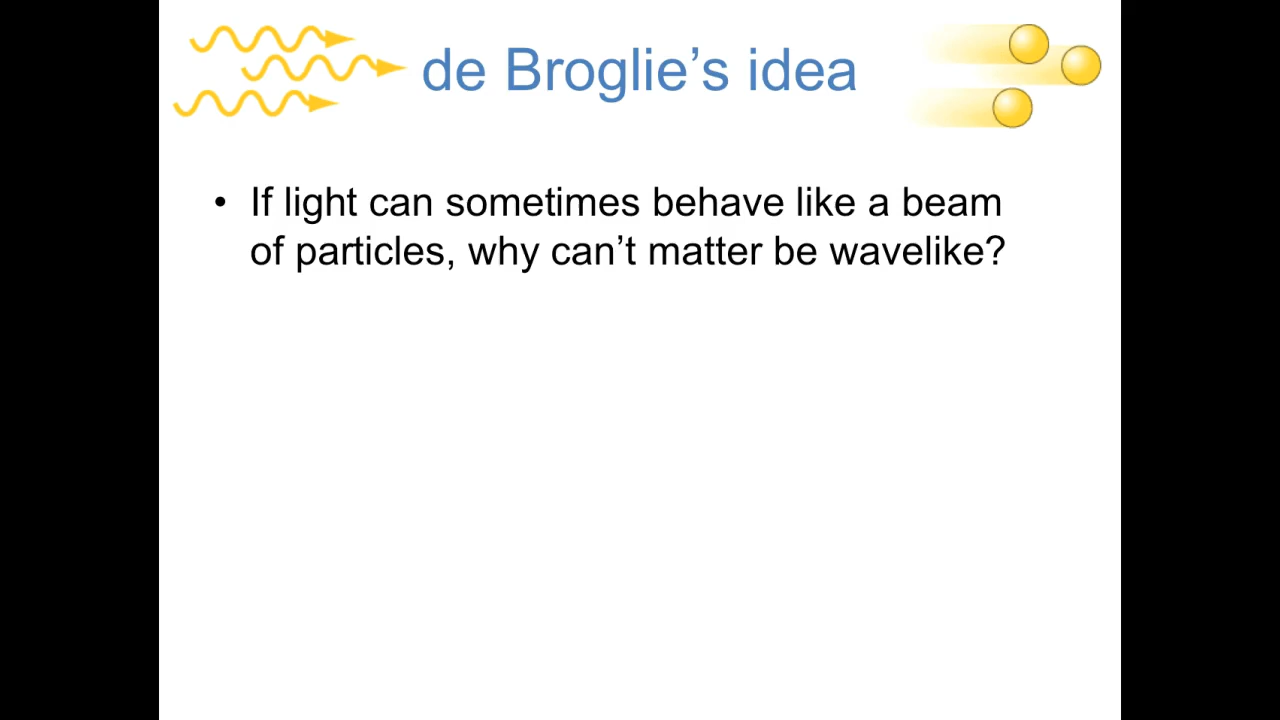 de Broglie’s idea
• If light can sometimes behave like a beam
of particles, why can’t matter be wavelike?